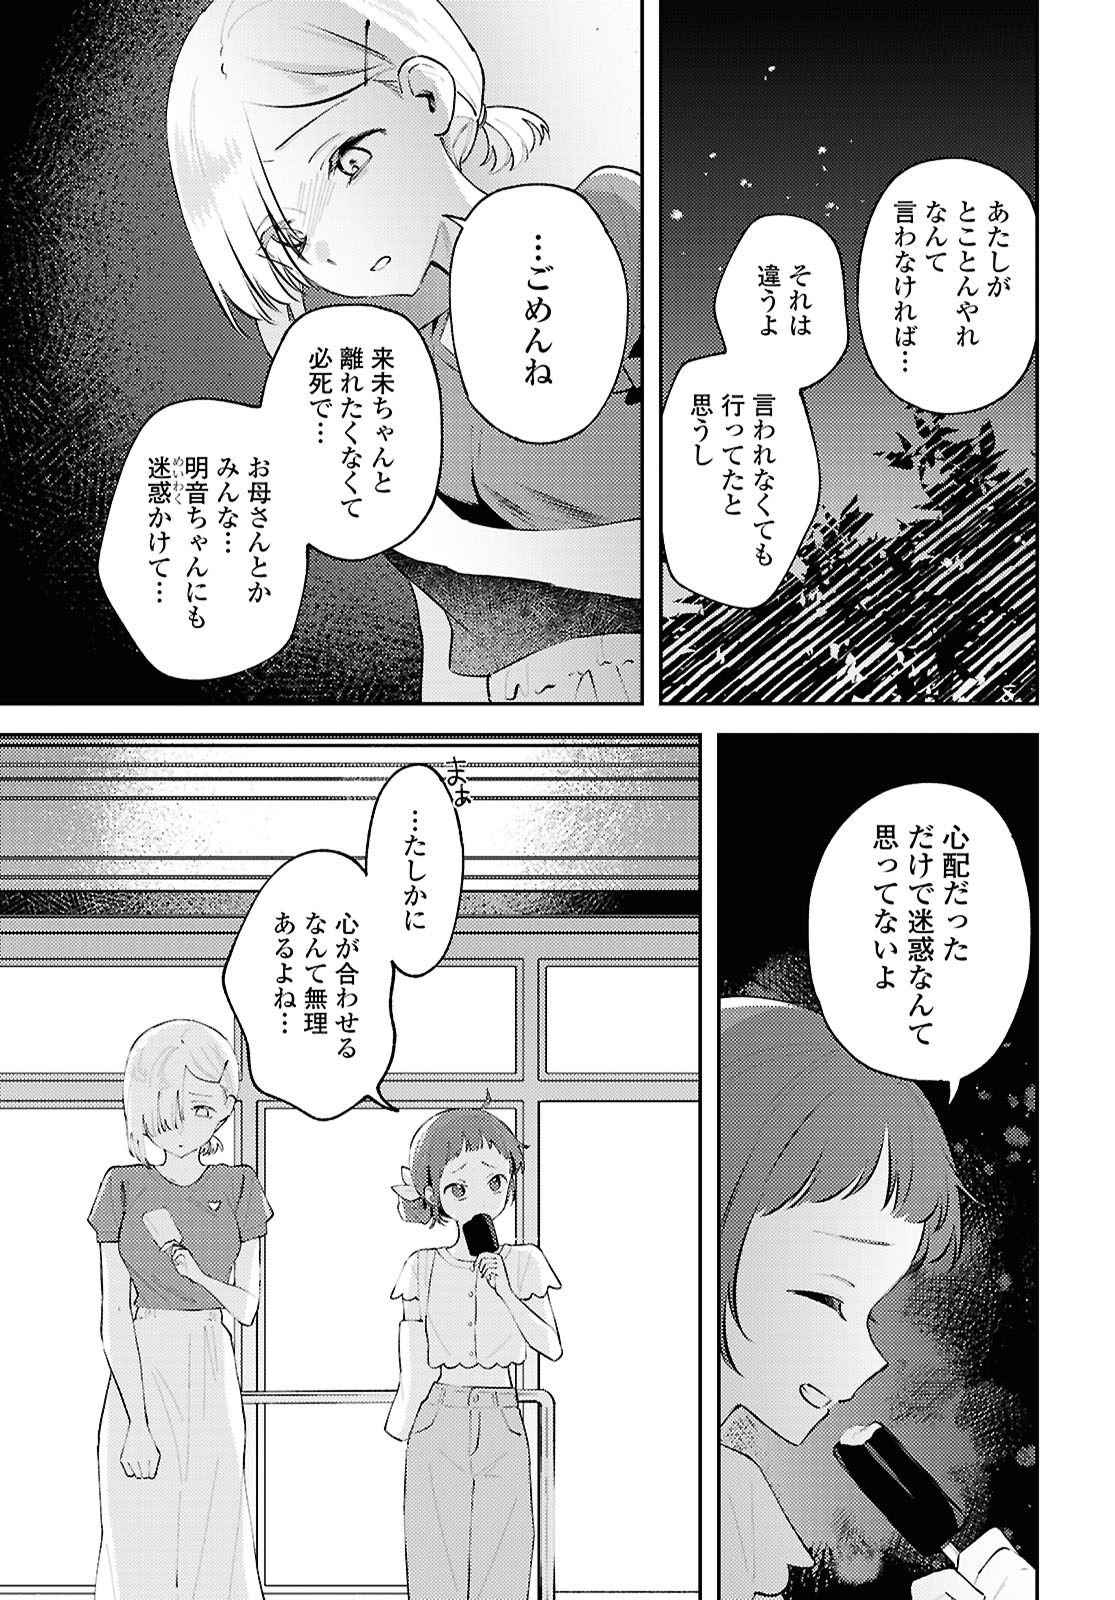 あたしが
とことんやれ
なんて
言わなければ…
それは
違うよ
言われなくても
行ってたと
思うし
…ごめんね
来未ちゃんと
離れたくなくて
必死で…
お母さんとか
みんな…
明音ちゃんにも
迷惑かけて…
めいわく
心配だった
だけで迷惑なんて
思ってないよ
まぁ
…たしかに
心が合わせる
なんて無理
あるよね…